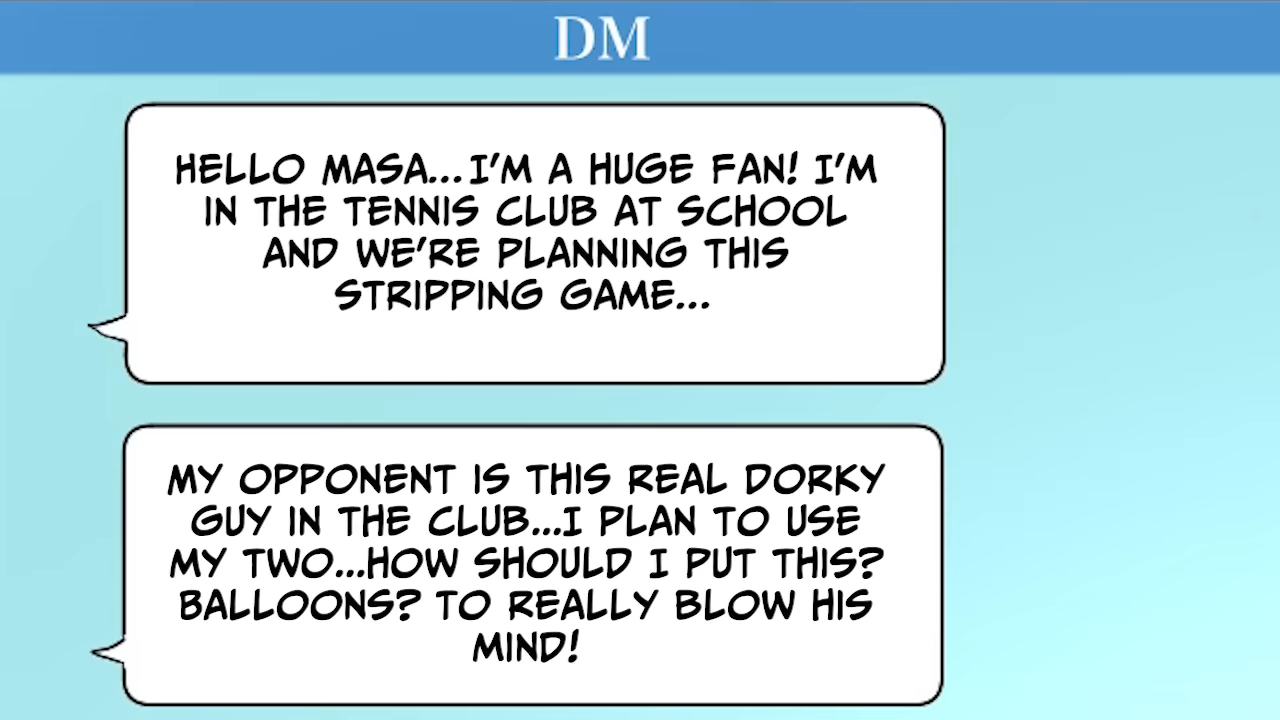 DM
HELLO MASA...I'M A HUGE FAN! I'M
IN THE TENNIS CLUB AT SCHOOL
AND WE'RE PLANNING THIS
STRIPPING GAME...
MY OPPONENT IS THIS REAL DORKY
GUY IN THE CLUB...I PLAN TO USE
MY TWO...HOW SHOULD I PUT THIS?
BALLOONS? TO REALLY BLOW HIS
MIND!